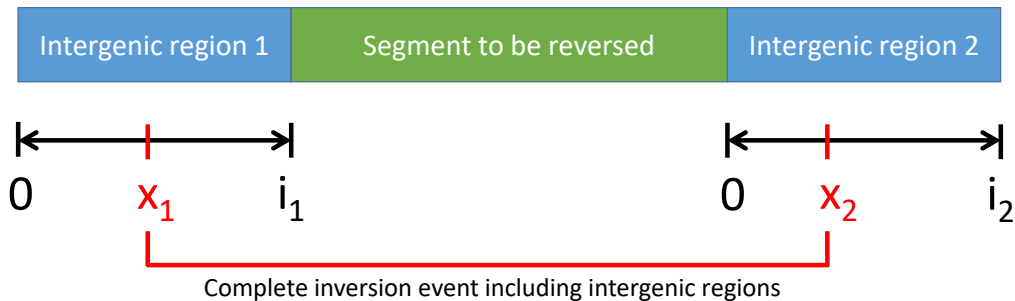 Intergenic region 1 Segment to be reversed Intergenic region 2
0 x₁ i₁ 0 x₂ i₂
Complete inversion event including intergenic regions